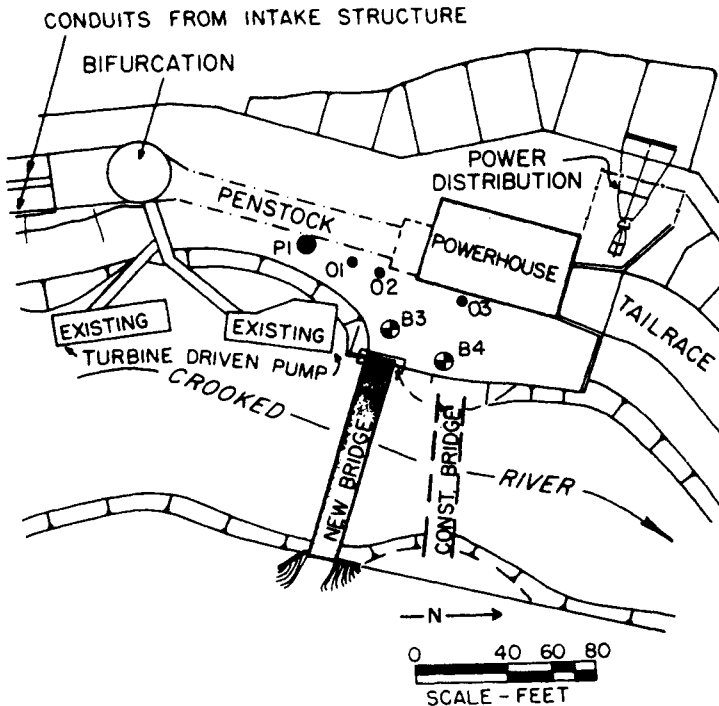 CONDUITS FROM INTAKE STRUCTURE
BIFURCATION
POWER
DISTRIBUTION
PENSTOCK
POWERHOUSE
P1
O1
O2
O3
TAILRACE
B3
B4
EXISTING
EXISTING
TURBINE DRIVEN PUMP
CROOKED
RIVER
NEW BRIDGE
CONST. BRIDGE
N
0 40 60 80
SCALE - FEET